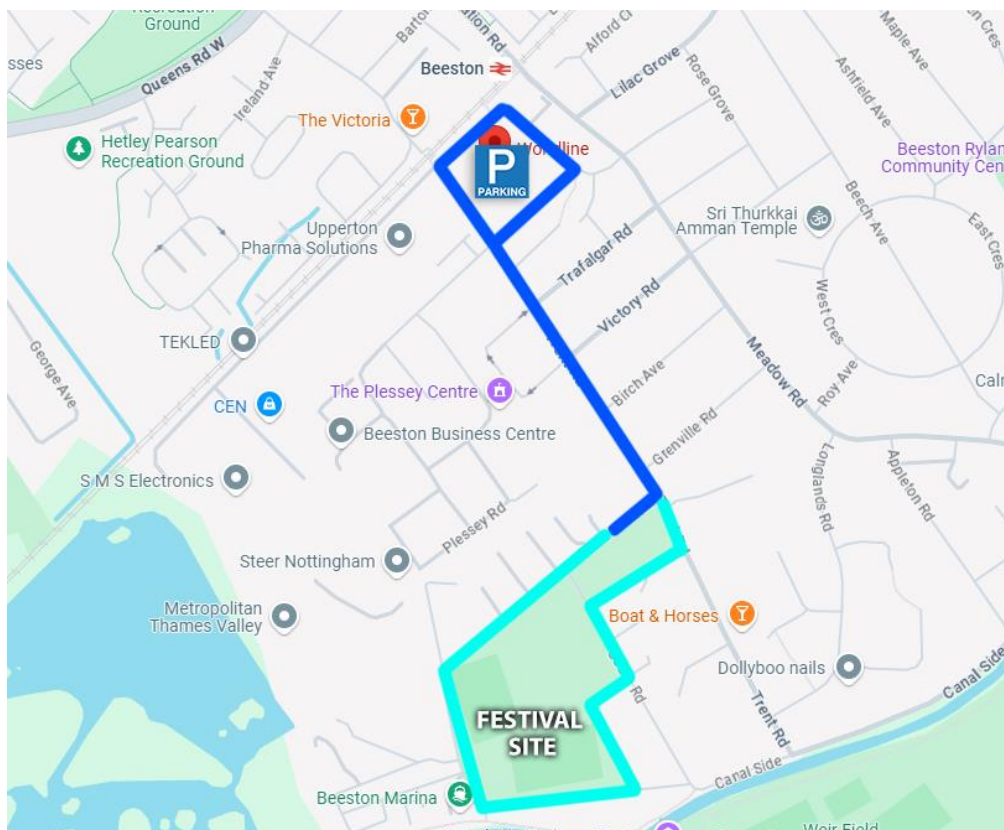 Recreation
Ground
sses
Queens Rd W
Ireland Ave
Barto
tion Rd
Alford Cl
Beeston
Lilac Grove
Rose Grove
Maple Ave
on Cres
Ashfield Ave
The Victoria
Hetley Pearson
Recreation Ground
Worldline
P
PARKING
Beeston Rylan
Community Cen
Beech Ave
East Cres
Upperton
Pharma Solutions
Trafalgar Rd
Sri Thurkkai
Amman Temple
West Cres
Victory Rd
TEKLED
George Ave
Meadow Rd
Roy Ave
Caln
The Plessey Centre
Birch Ave
CEN
Beeston Business Centre
Grenville Rd
S M S Electronics
Longlands Rd
Appleton Rd
Plessey Rd
Steer Nottingham
Metropolitan
Thames Valley
Boat & Horses
Dollyboo nails
Rd
Canal Side
Trent Rd
FESTIVAL
SITE
Canal Side
Beeston Marina
Weir Field